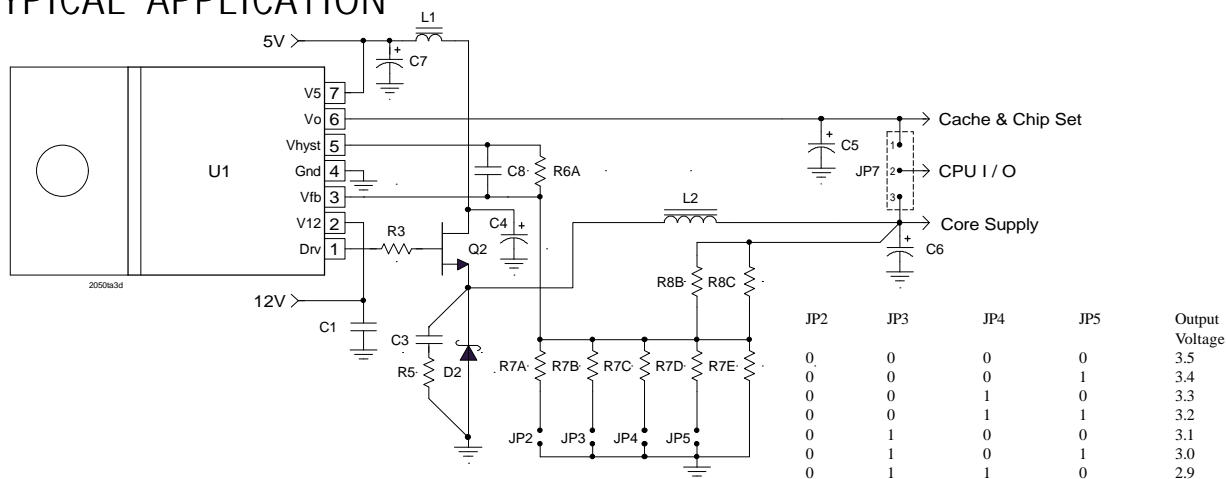 YPICAL APPLICATION
L1
5V
C7
V5 7
Vo 6
Vhyst 5
Gnd 4
Vfb 3
V12 2
Drv 1
U1
2050ta3d
12V
C1
C8
R6A
C4
R3
Q2
C3
R5
D2
C5
Cache & Chip Set
JP7
1
2
3
CPU I / O
L2
Core Supply
C6
R8B
R8C
R7A
R7B
R7C
R7D
R7E
JP2
JP3
JP4
JP5
JP2 JP3 JP4 JP5 Output
Voltage
0 0 0 0 3.5
0 0 0 1 3.4
0 0 1 0 3.3
0 0 1 1 3.2
0 1 0 0 3.1
0 1 0 1 3.0
0 1 1 0 2.9